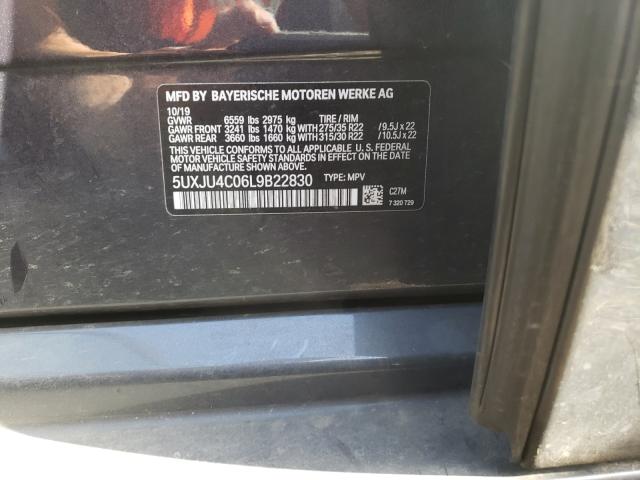 MFD BY BAYERISCHE MOTOREN WERKE AG
10/19
GVWR 6559 lbs 2975 kg TIRE / RIM
GAWR FRONT 3241 lbs 1470 kg WITH 275/35 R22 / 9.5J x 22
GAWR REAR 3660 lbs 1660 kg WITH 315/30 R22 / 10.5J x 22
THIS VEHICLE CONFORMS TO ALL APPLICABLE U. S. FEDERAL
MOTOR VEHICLE SAFETY STANDARDS IN EFFECT ON THE DATE
OF MANUFACTURE SHOWN ABOVE.
5UXJU4C06L9B22830 TYPE: MPV
C27M
7 320 729